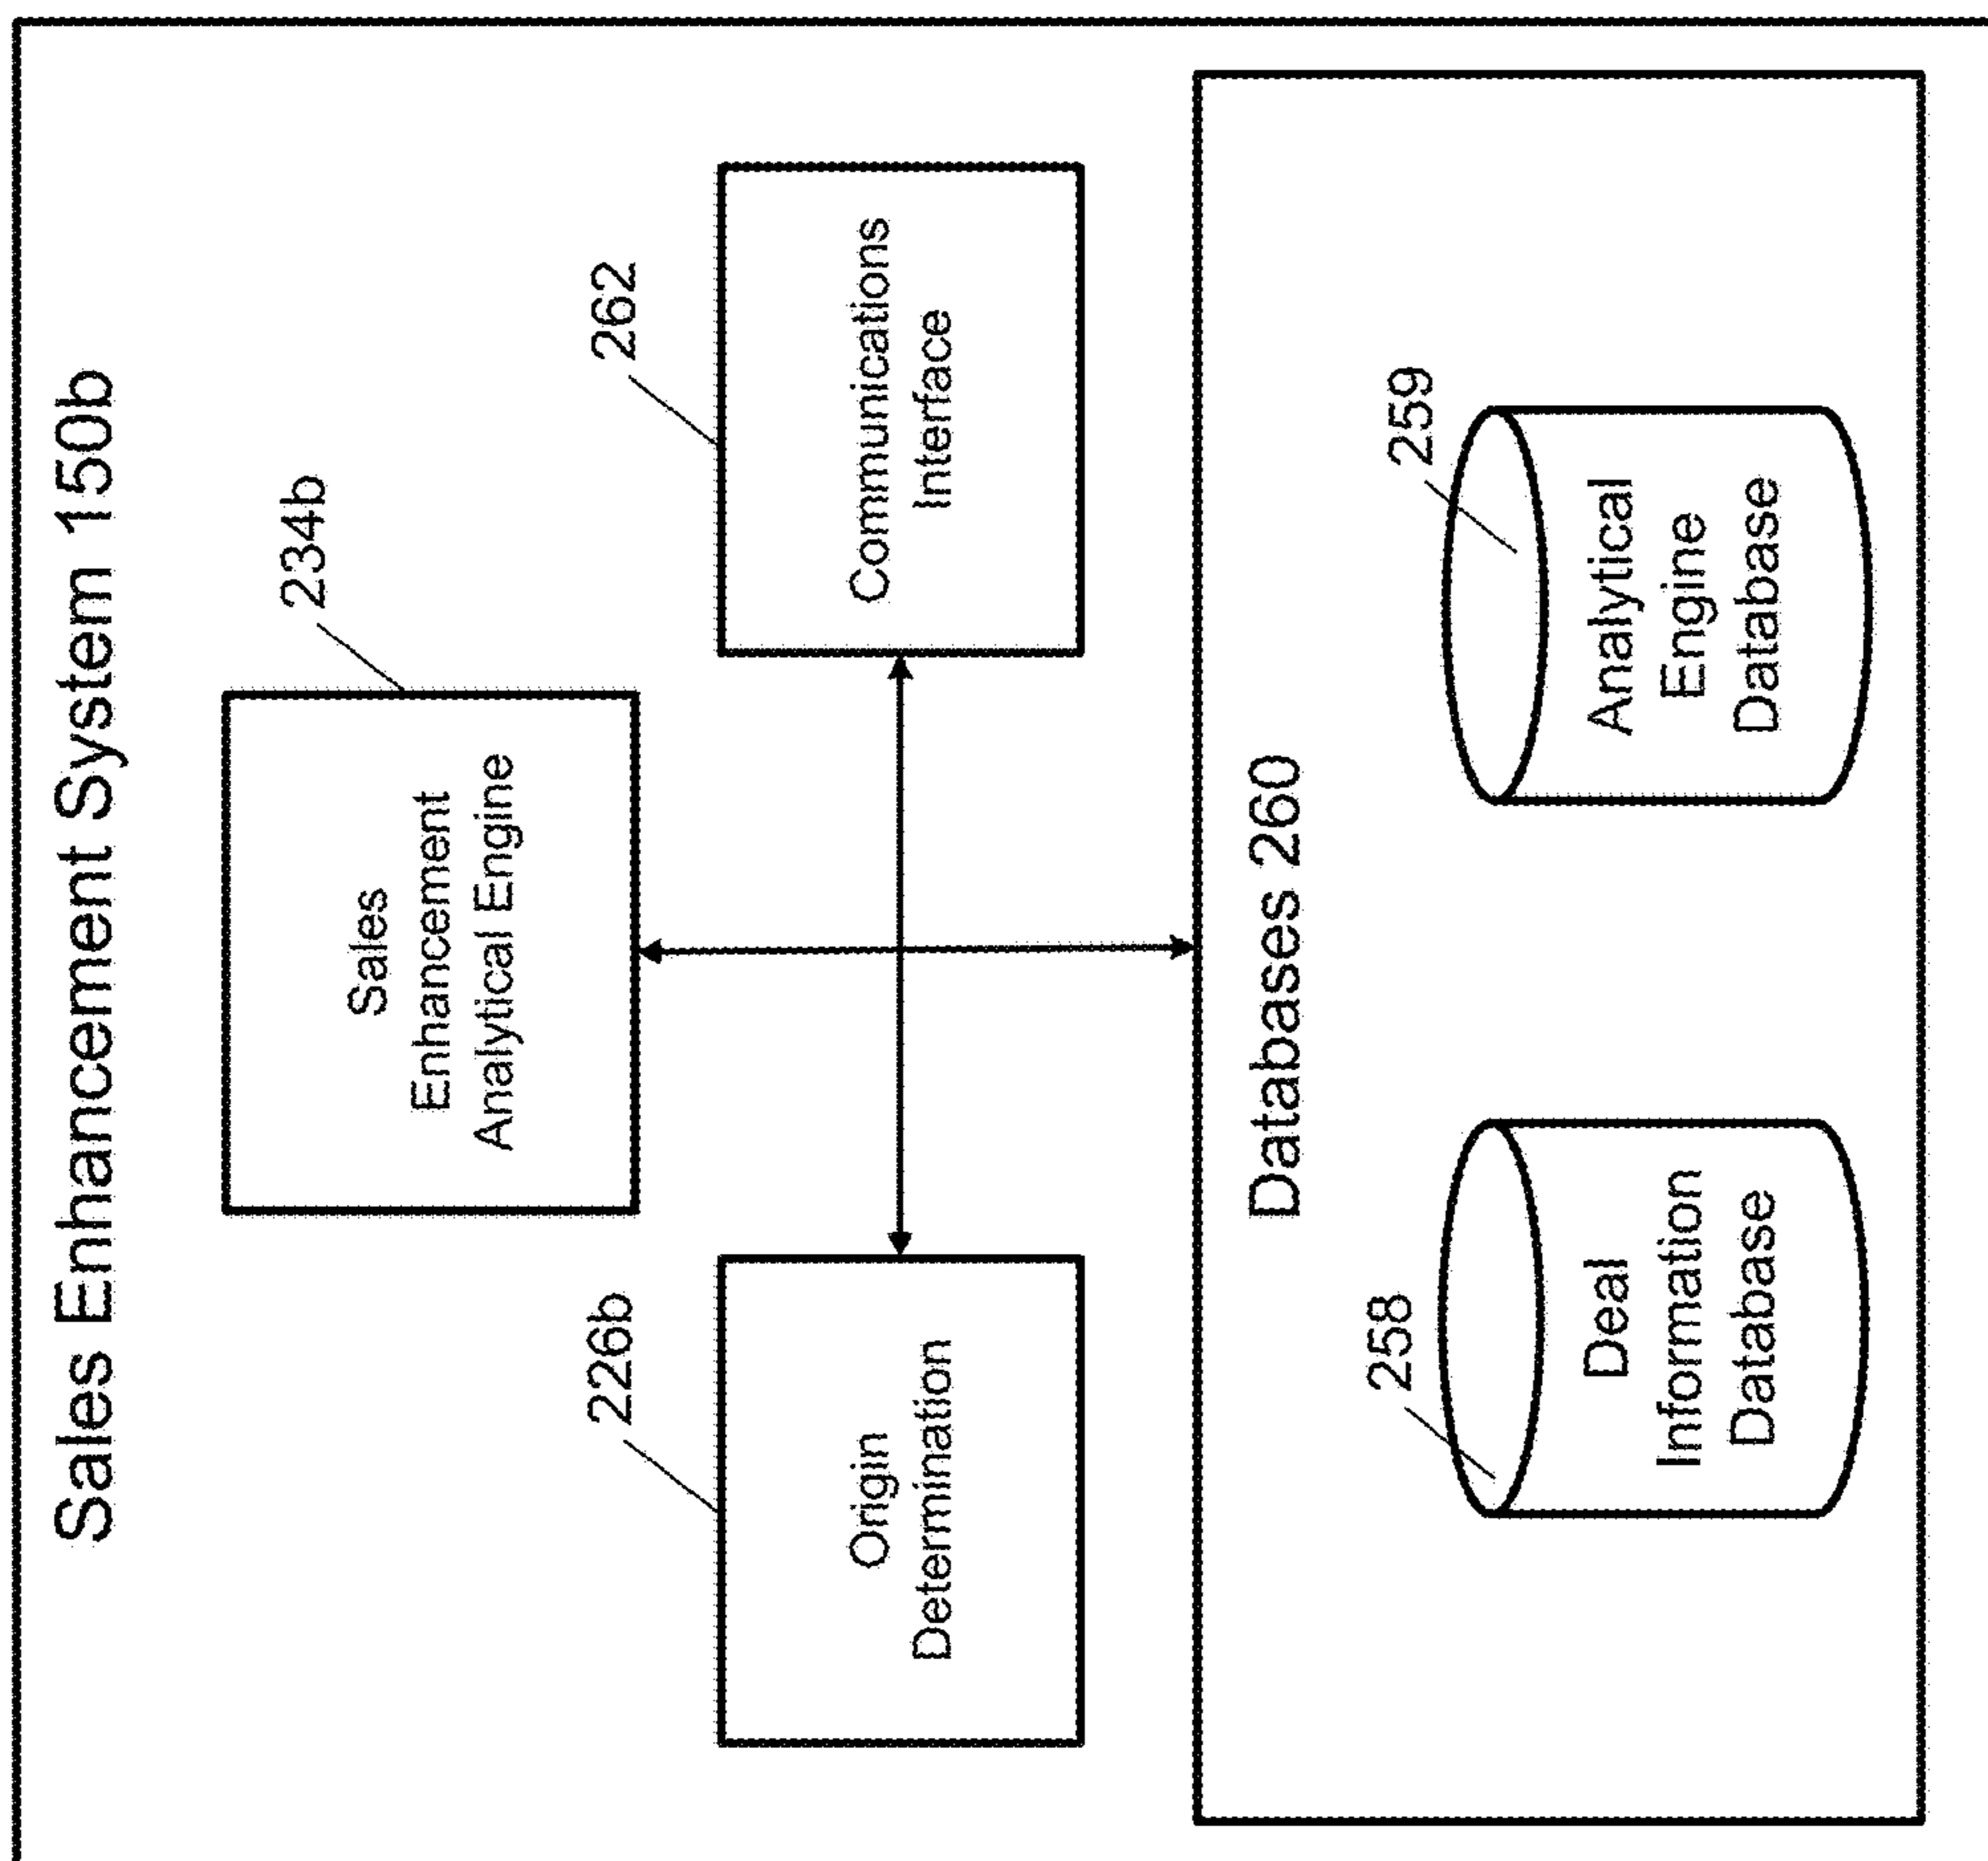 Sales Enhancement System 150b
234b
Sales
Enhancement
Analytical Engine
226b
Origin
Determination
262
Communications
Interface
Databases 260
258
Deal
Information
Database
259
Analytical
Engine
Database